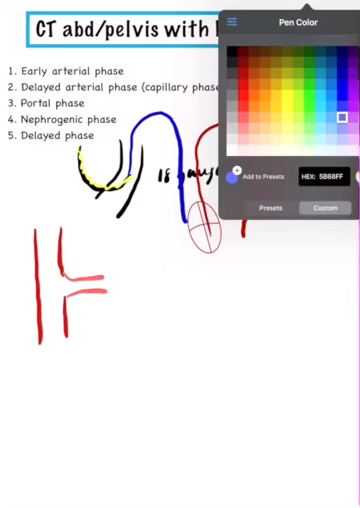 CT abd/pelvis with
Pen Color
1. Early arterial phase
2. Delayed arterial phase (capillary phase
3. Portal phase
4. Nephrogenic phase
5. Delayed phase
18
Add to Presets
HEX: 5B68FF
Presets
Custom